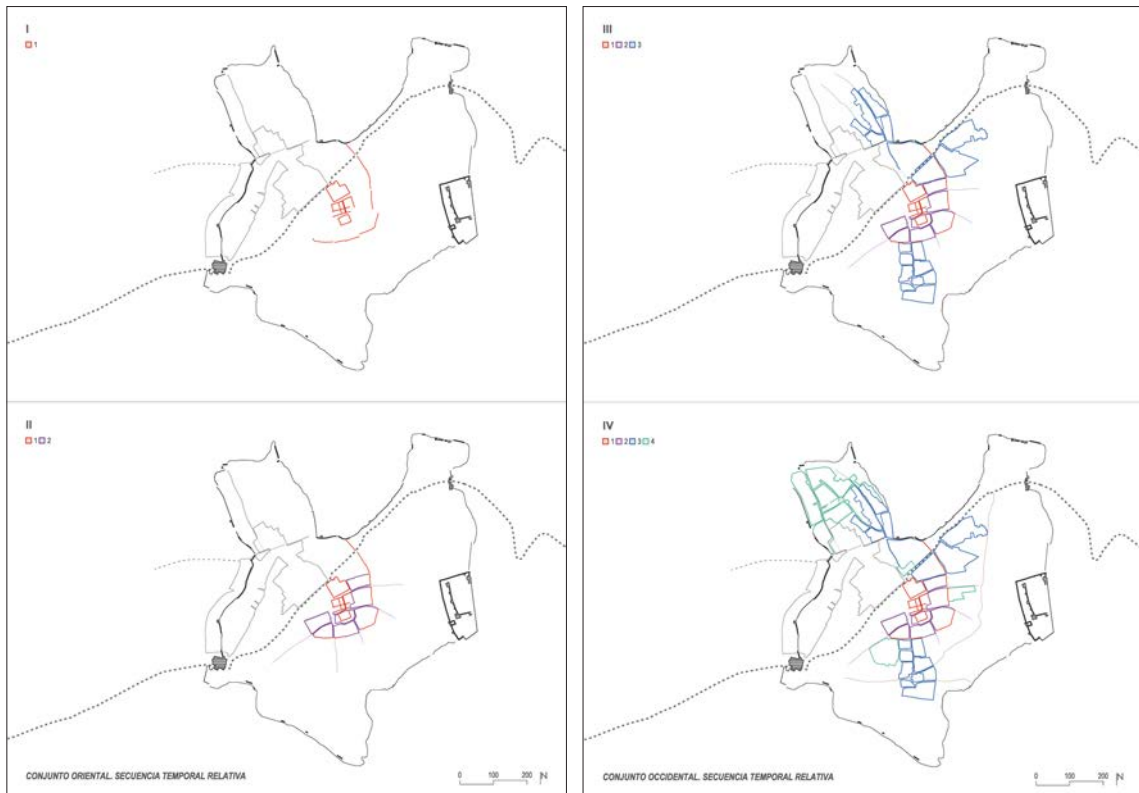 I
1
II
1 2
CONJUNTO ORIENTAL. SECUENCIA TEMPORAL RELATIVA
0 100 200 N
III
1 2 3
IV
1 2 3 4
CONJUNTO OCCIDENTAL. SECUENCIA TEMPORAL RELATIVA
0 100 200 N